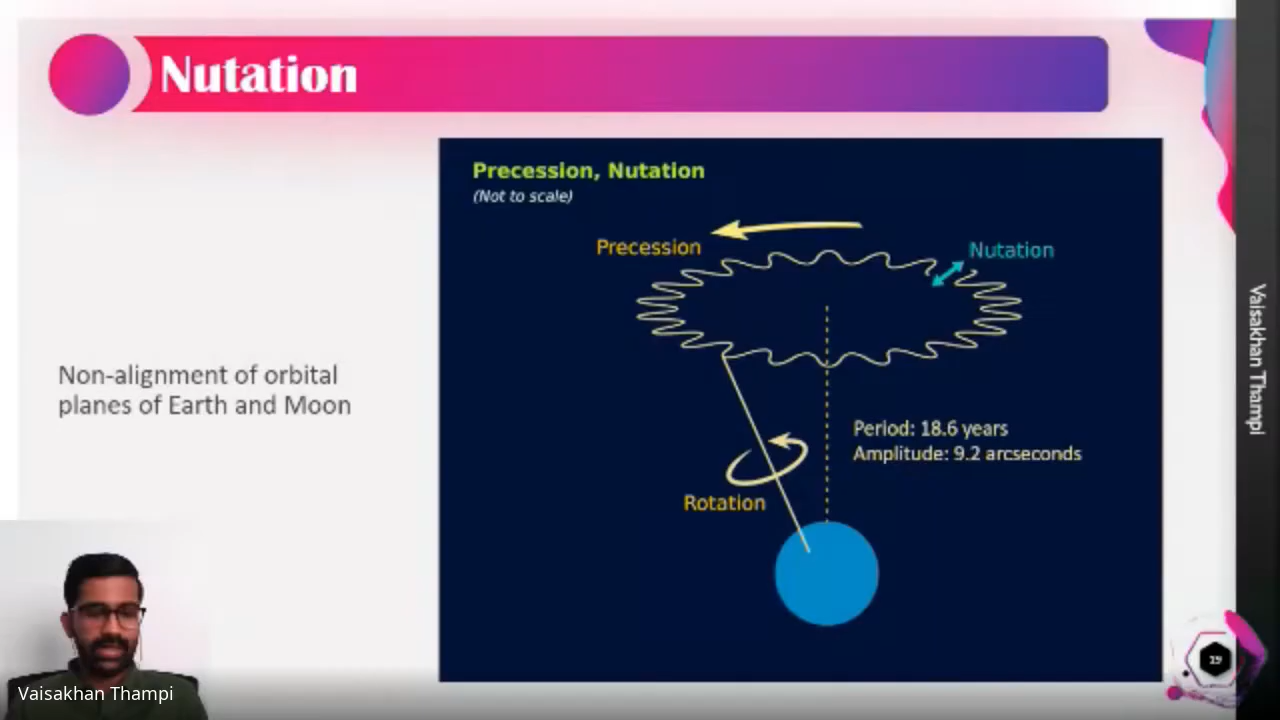 Nutation
Precession, Nutation
(Not to scale)
Precession
Nutation
Non-alignment of orbital
planes of Earth and Moon
Period: 18.6 years
Amplitude: 9.2 arcseconds
Rotation
Vaisakhan Thampi
19
Vaisakhan Thampi